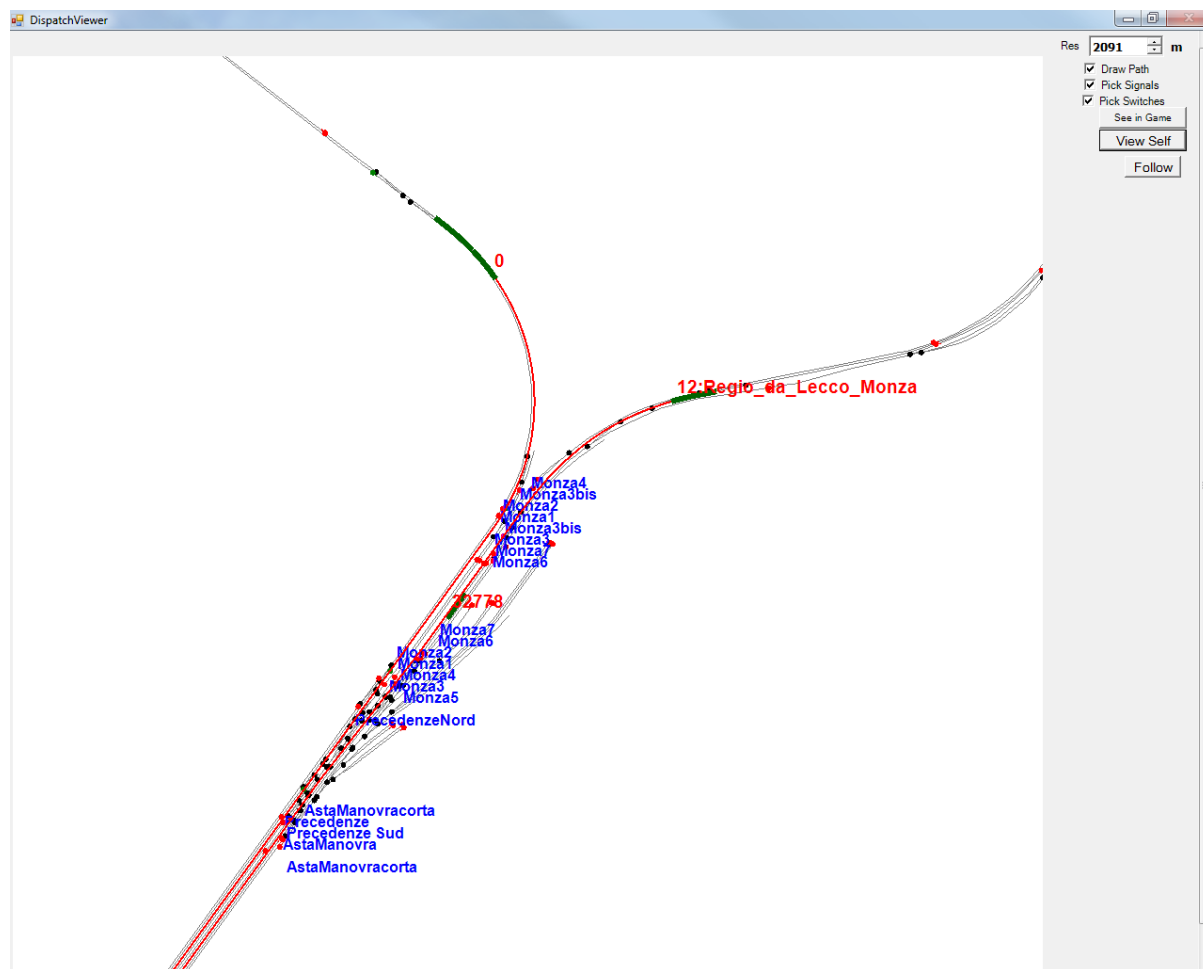 DispatchViewer
Res 2091 m
Draw Path
Pick Signals
Pick Switches
See in Game
View Self
Follow
0
12:Regio_da_Lecco_Monza
Monza4
Monza3bis
Monza2
Monza1
Monza3bis
Monza3
Monza7
Monza6
Monza7
Monza6
Monza2
Monza1
Monza4
Monza3
Monza5
PrecedenzeNord
AstaManovracorta
Precedenze
Precedenze Sud
AstaManovra
AstaManovracorta